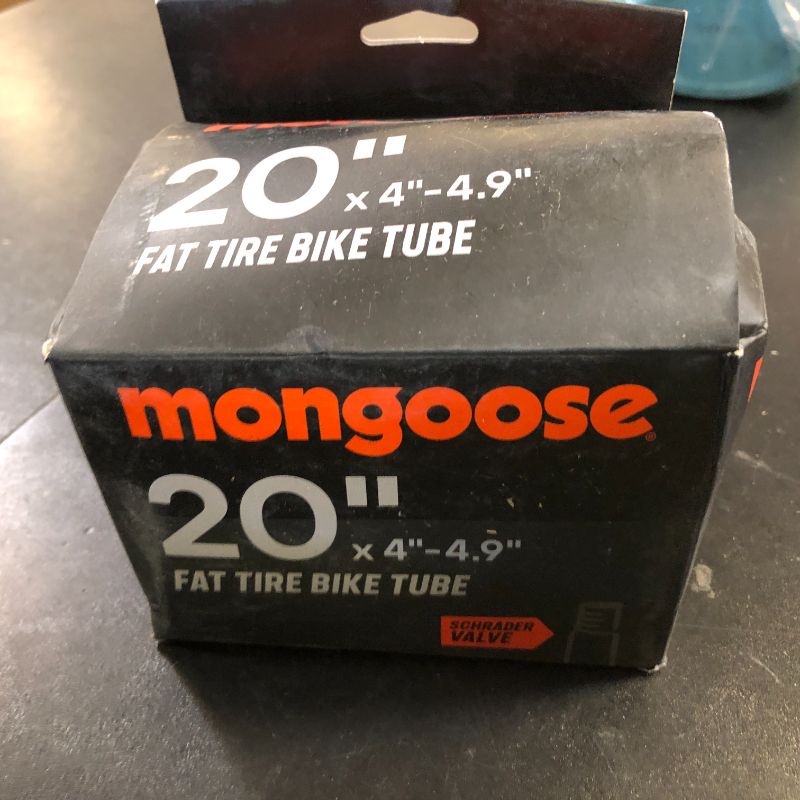 20"
x 4"-4.9"
FAT TIRE BIKE TUBE
mongoose®
20"
x 4"-4.9"
FAT TIRE BIKE TUBE
SCHRADER
VALVE